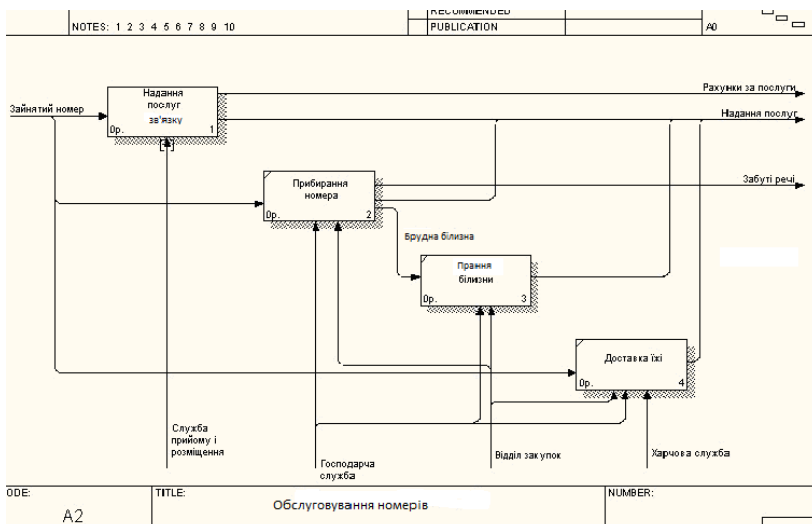 RECOMMENDED
NOTES: 1 2 3 4 5 6 7 8 9 10
PUBLICATION
A0
Надання
послуг
зв'язку
0р.
1
Зайнятий номер
Рахунки за послуги
Надання послуг
Прибирання
номера
0р.
2
Забуті речі
Брудна білизна
Прання
білизни
0р.
3
Доставка їжі
0р.
4
Служба
прийому і
розміщення
Господарча
служба
Відділ закупок
Харчова служба
ODE:
TITLE:
NUMBER:
A2
Обслуговування номерів